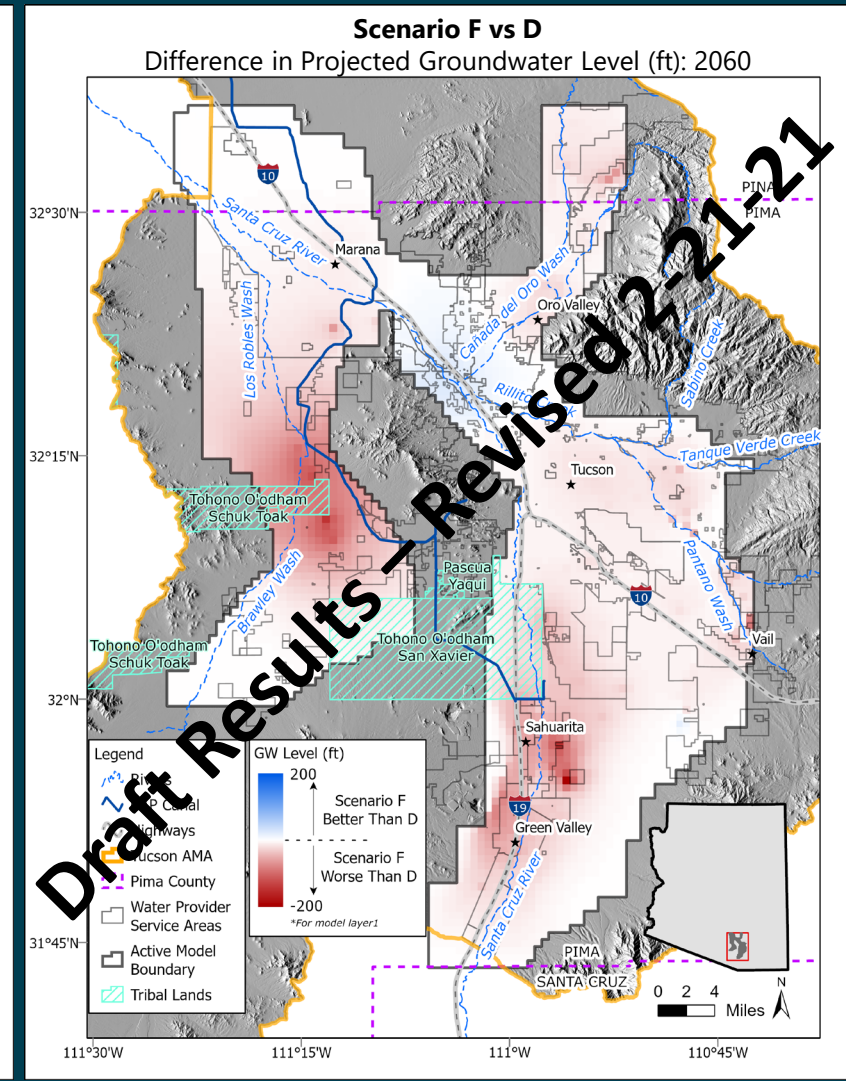 Scenario F vs D
Difference in Projected Groundwater Level (ft): 2060
32°30'N
32°15'N
32°0'N
31°45'N
111°30'W
111°15'W
111°W
110°45'W
10
Santa Cruz River
Marana
PINAL
PIMA
Los Robles Wash
Cañada del Oro Wash
Oro Valley
Rillito Creek
Sabino Creek
Tanque Verde Creek
Tucson
Tohono O'odham
Schuk Toak
Brawley Wash
Pascua
Yaqui
Pantano Wash
10
Vail
Tohono O'odham
San Xavier
Tohono O'odham
Schuk Toak
Sahuarita
19
Green Valley
Santa Cruz River
PIMA
SANTA CRUZ
Legend
Rivers
CAP Canal
Highways
Tucson AMA
Pima County
Water Provider
Service Areas
Active Model
Boundary
Tribal Lands
GW Level (ft)
200
Scenario F
Better Than D
Scenario F
Worse Than D
-200
*For model layer1
0 2 4
Miles
N
Draft Results – Revised 2-21-21